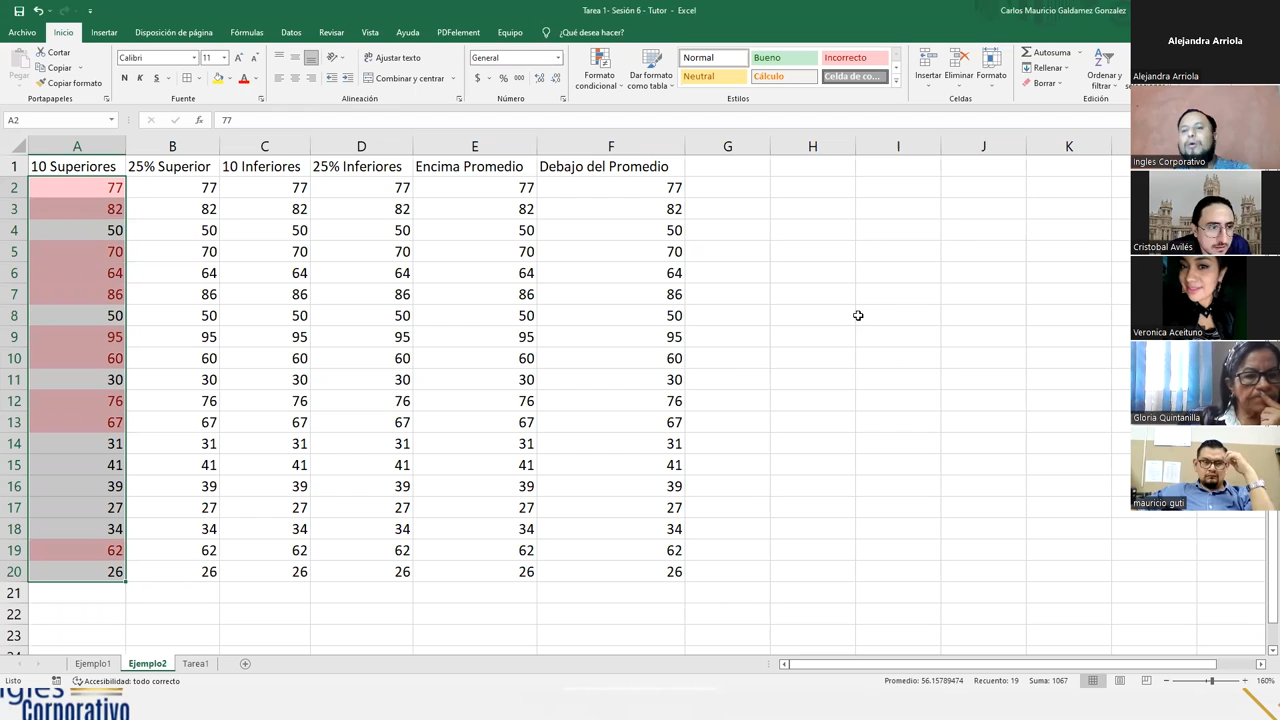 Tarea 1- Sesión 6 - Tutor - Excel
Carlos Mauricio Galdamez Gonzalez
Archivo Inicio Insertar Disposición de página Fórmulas Datos Revisar Vista Ayuda PDFelement Equipo ¿Qué desea hacer?
Pegar
Cortar
Copiar
Copiar formato
Portapapeles
Calibri 11
N K S
Fuente
Ajustar texto
Combinar y centrar
Alineación
General
$ % 000
Número
Formato condicional
Dar formato como tabla
Normal Bueno Incorrecto
Neutral Cálculo Celda de co...
Estilos
Insertar Eliminar Formato
Celdas
Autosuma
Rellenar
Borrar
Ordenar y filtrar
Edición
A2 77
A B C D E F G H I J K
1 10 Superiores 25% Superior 10 Inferiores 25% Inferiores Encima Promedio Debajo del Promedio
2 77 77 77 77 77 77
3 82 82 82 82 82 82
4 50 50 50 50 50 50
5 70 70 70 70 70 70
6 64 64 64 64 64 64
7 86 86 86 86 86 86
8 50 50 50 50 50 50
9 95 95 95 95 95 95
10 60 60 60 60 60 60
11 30 30 30 30 30 30
12 76 76 76 76 76 76
13 67 67 67 67 67 67
14 31 31 31 31 31 31
15 41 41 41 41 41 41
16 39 39 39 39 39 39
17 27 27 27 27 27 27
18 34 34 34 34 34 34
19 62 62 62 62 62 62
20 26 26 26 26 26 26
21
22
23
Ejemplo1 Ejemplo2 Tarea1
Listo Accesibilidad: todo correcto Promedio: 56.15789474 Recuento: 19 Suma: 1067 160%
Ingles
Corporativo
Alejandra Arriola
Alejandra Arriola
Ingles Corporativo
Cristobal Avilés
Veronica Aceituno
Gloria Quintanilla
mauricio guti